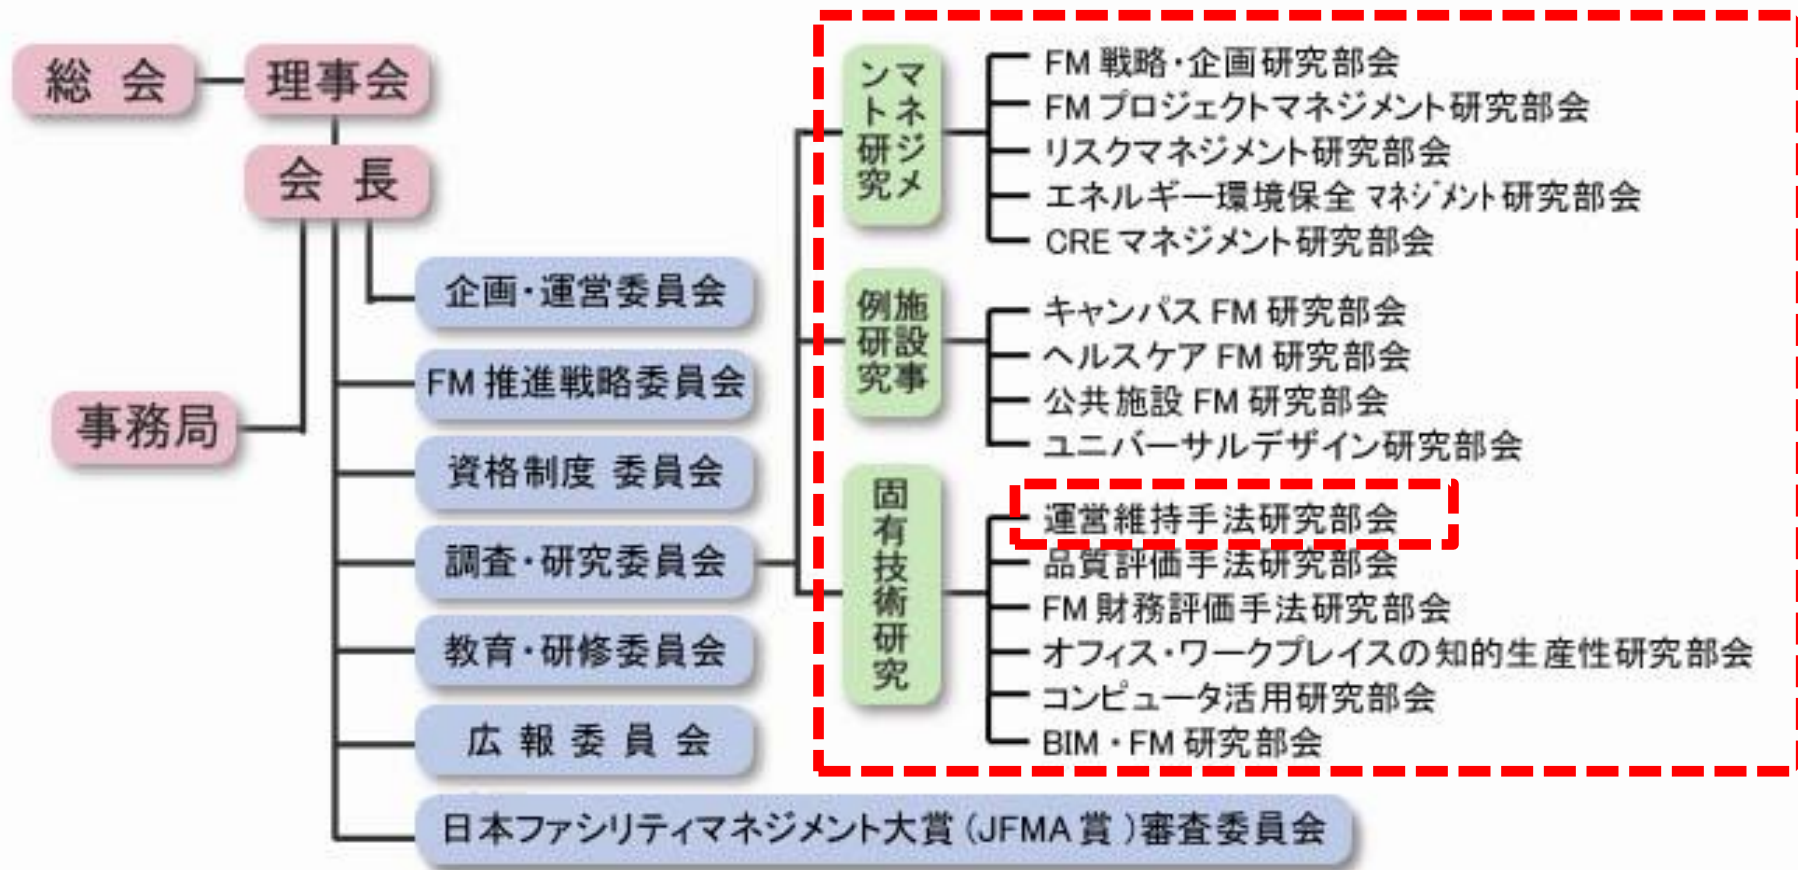 総 会
理事会
会 長
事務局
企画・運営委員会
FM 推進戦略委員会
資格制度 委員会
調査・研究委員会
教育・研修委員会
広 報 委 員 会
日本ファシリティマネジメント大賞 (JFMA 賞 )審査委員会
マネジメ
ント研究
FM 戦略・企画研究部会
FM プロジェクトマネジメント研究部会
リスクマネジメント研究部会
エネルギー環境保全 マネジメント研究部会
CRE マネジメント研究部会
施設事
例研究
キャンパス FM 研究部会
ヘルスケア FM 研究部会
公共施設 FM 研究部会
ユニバーサルデザイン研究部会
固有技術研究
運営維持手法研究部会
品質評価手法研究部会
FM 財務評価手法研究部会
オフィス・ワークプレイスの知的生産性研究部会
コンピュータ活用研究部会
BIM・FM 研究部会